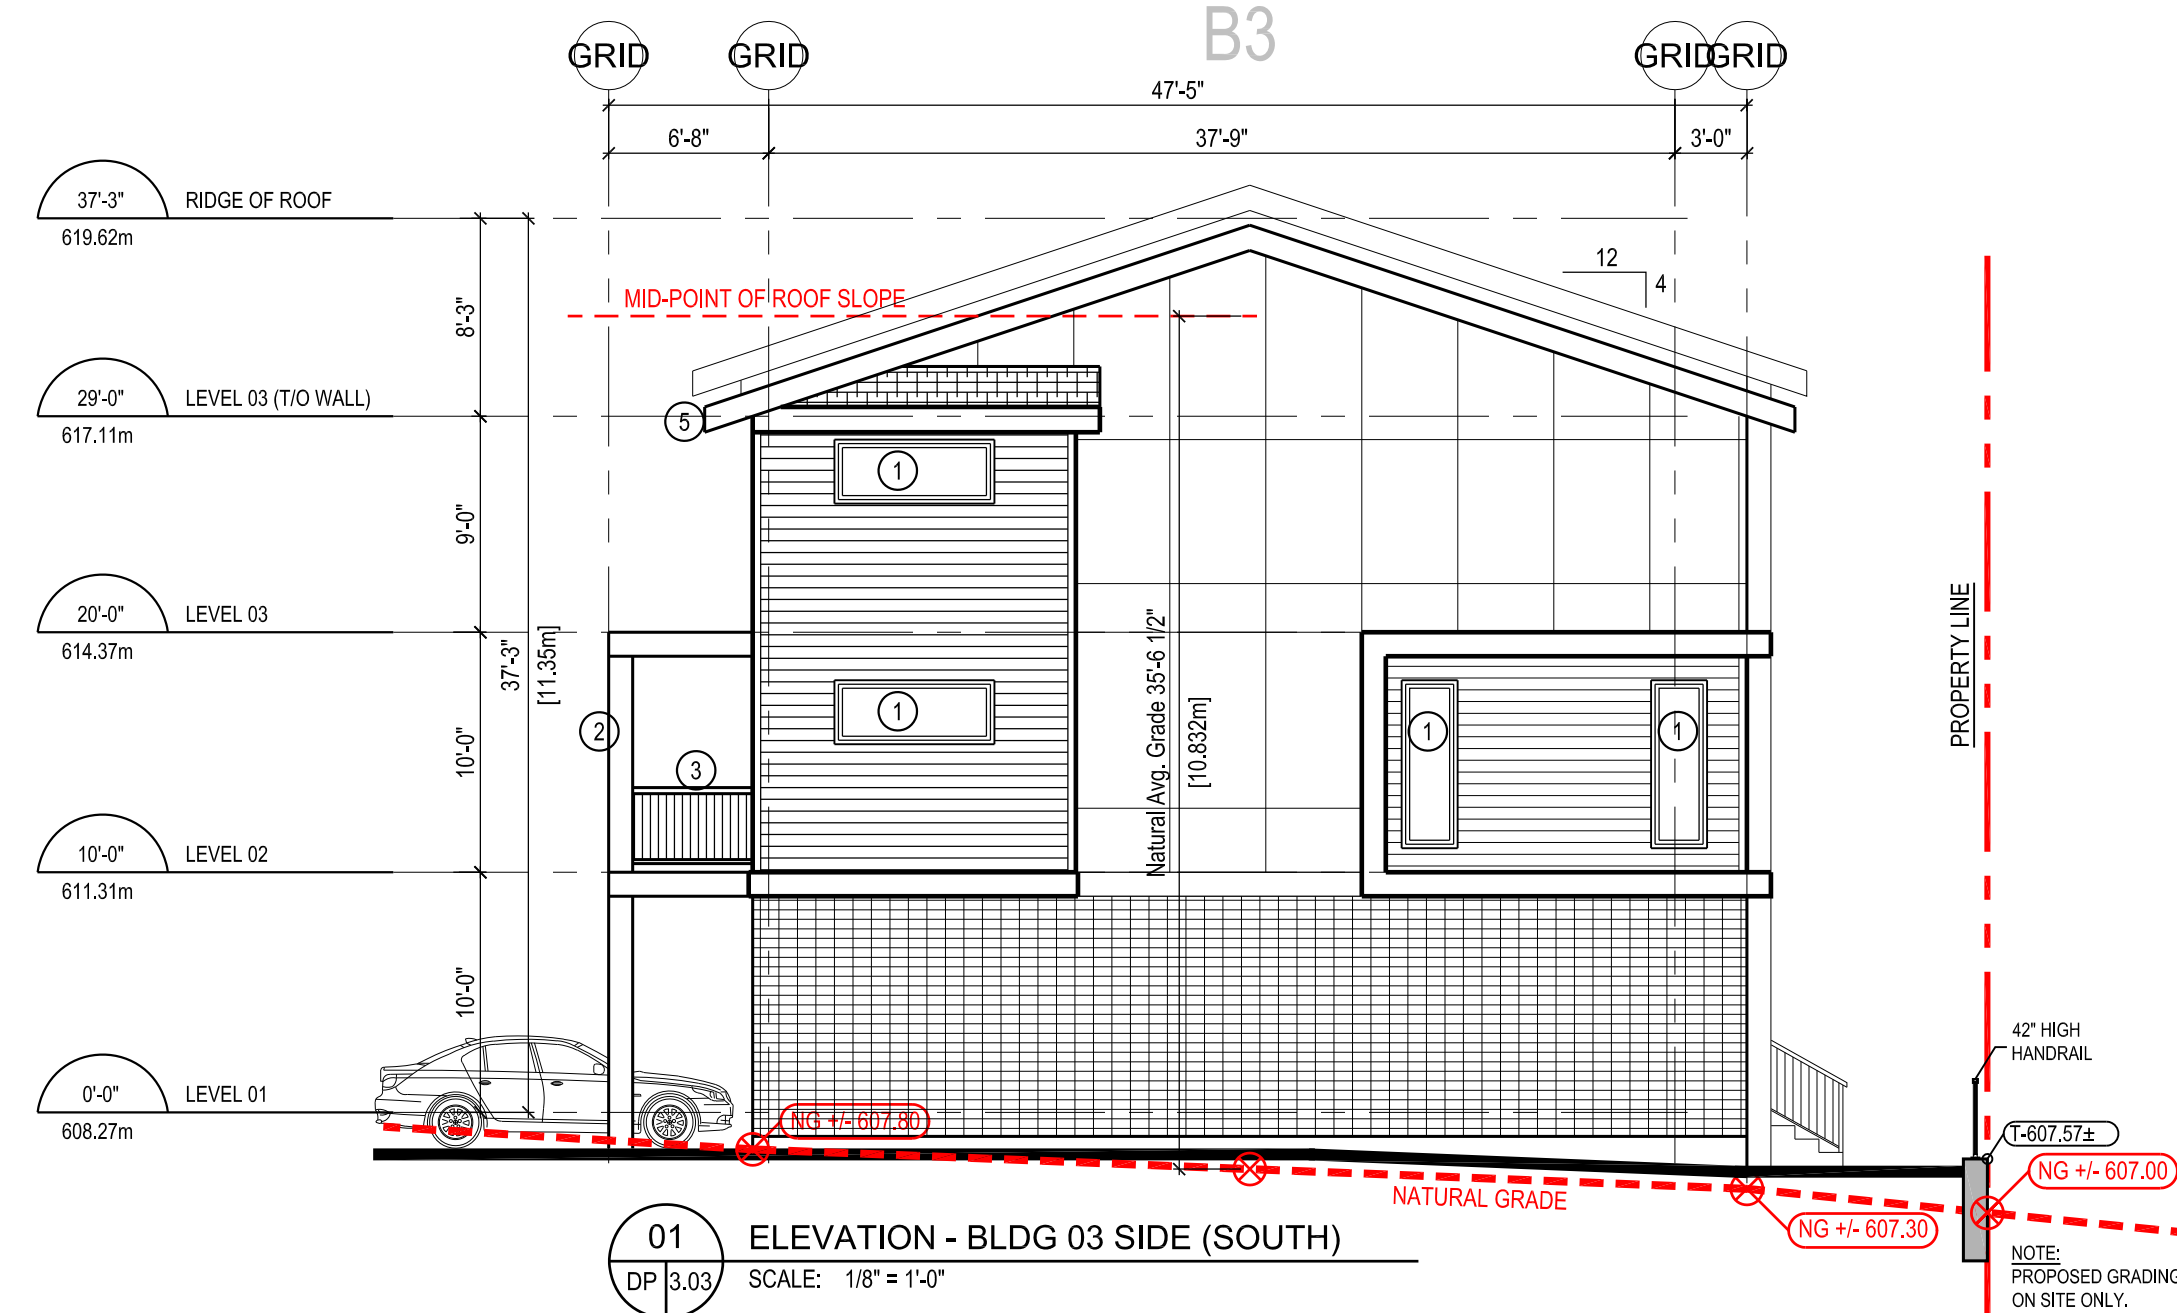 B3
GRID GRID GRID GRID
47'-5"
6'-8" 37'-9" 3'-0"
37'-3" RIDGE OF ROOF
619.62m
12
4
MID-POINT OF ROOF SLOPE
8'-3"
29'-0" LEVEL 03 (T/O WALL)
617.11m
5
1
9'-0"
20'-0" LEVEL 03
614.37m
37'-3"
[11.35m]
Natural Avg. Grade 35'-6 1/2"
[10.832m]
PROPERTY LINE
1
2
1
1
3
10'-0"
10'-0" LEVEL 02
611.31m
10'-0"
42" HIGH
HANDRAIL
0'-0" LEVEL 01
608.27m
NG +/- 607.80
T-607.57±
NG +/- 607.00
NATURAL GRADE
NG +/- 607.30
01 ELEVATION - BLDG 03 SIDE (SOUTH)
DP 3.03 SCALE: 1/8" = 1'-0"
NOTE:
PROPOSED GRADING
ON SITE ONLY.